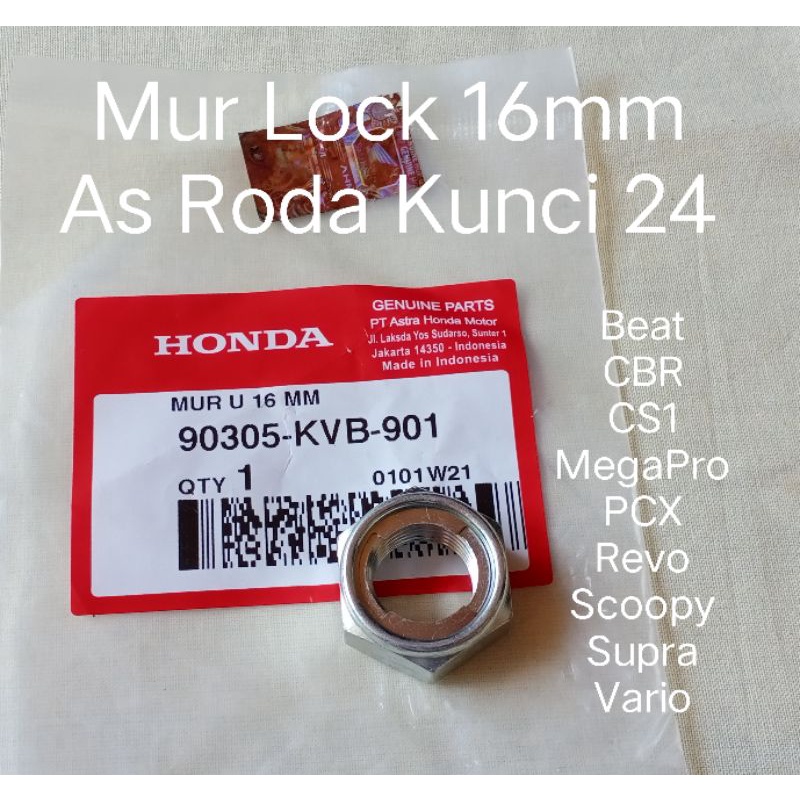 Mur Lock 16mm
As Roda Kunci 24
GENUINE PARTS
PT Astra Honda Motor
Jl. Laksda Yos Sudarso, Sunter 1
Jakarta 14350 - Indonesia
Made in Indonesia
HONDA
MUR U 16 MM
90305-KVB-901
QTY 1
0101W21
Beat
CBR
CS1
MegaPro
PCX
Revo
Scoopy
Supra
Vario